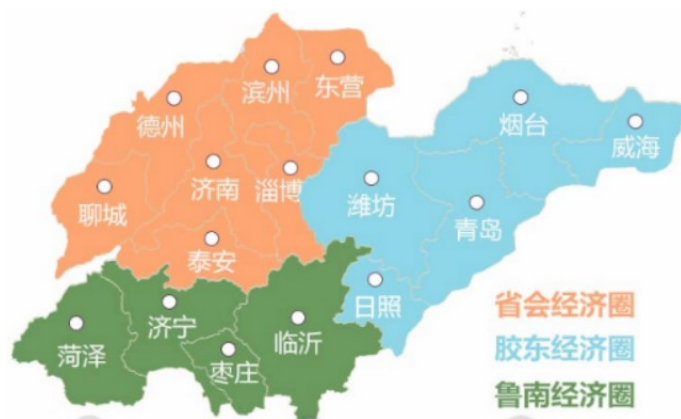 滨州
东营
德州
烟台
威海
济南
淄博
潍坊
聊城
青岛
泰安
日照
省会经济圈
济宁
临沂
胶东经济圈
菏泽
枣庄
鲁南经济圈